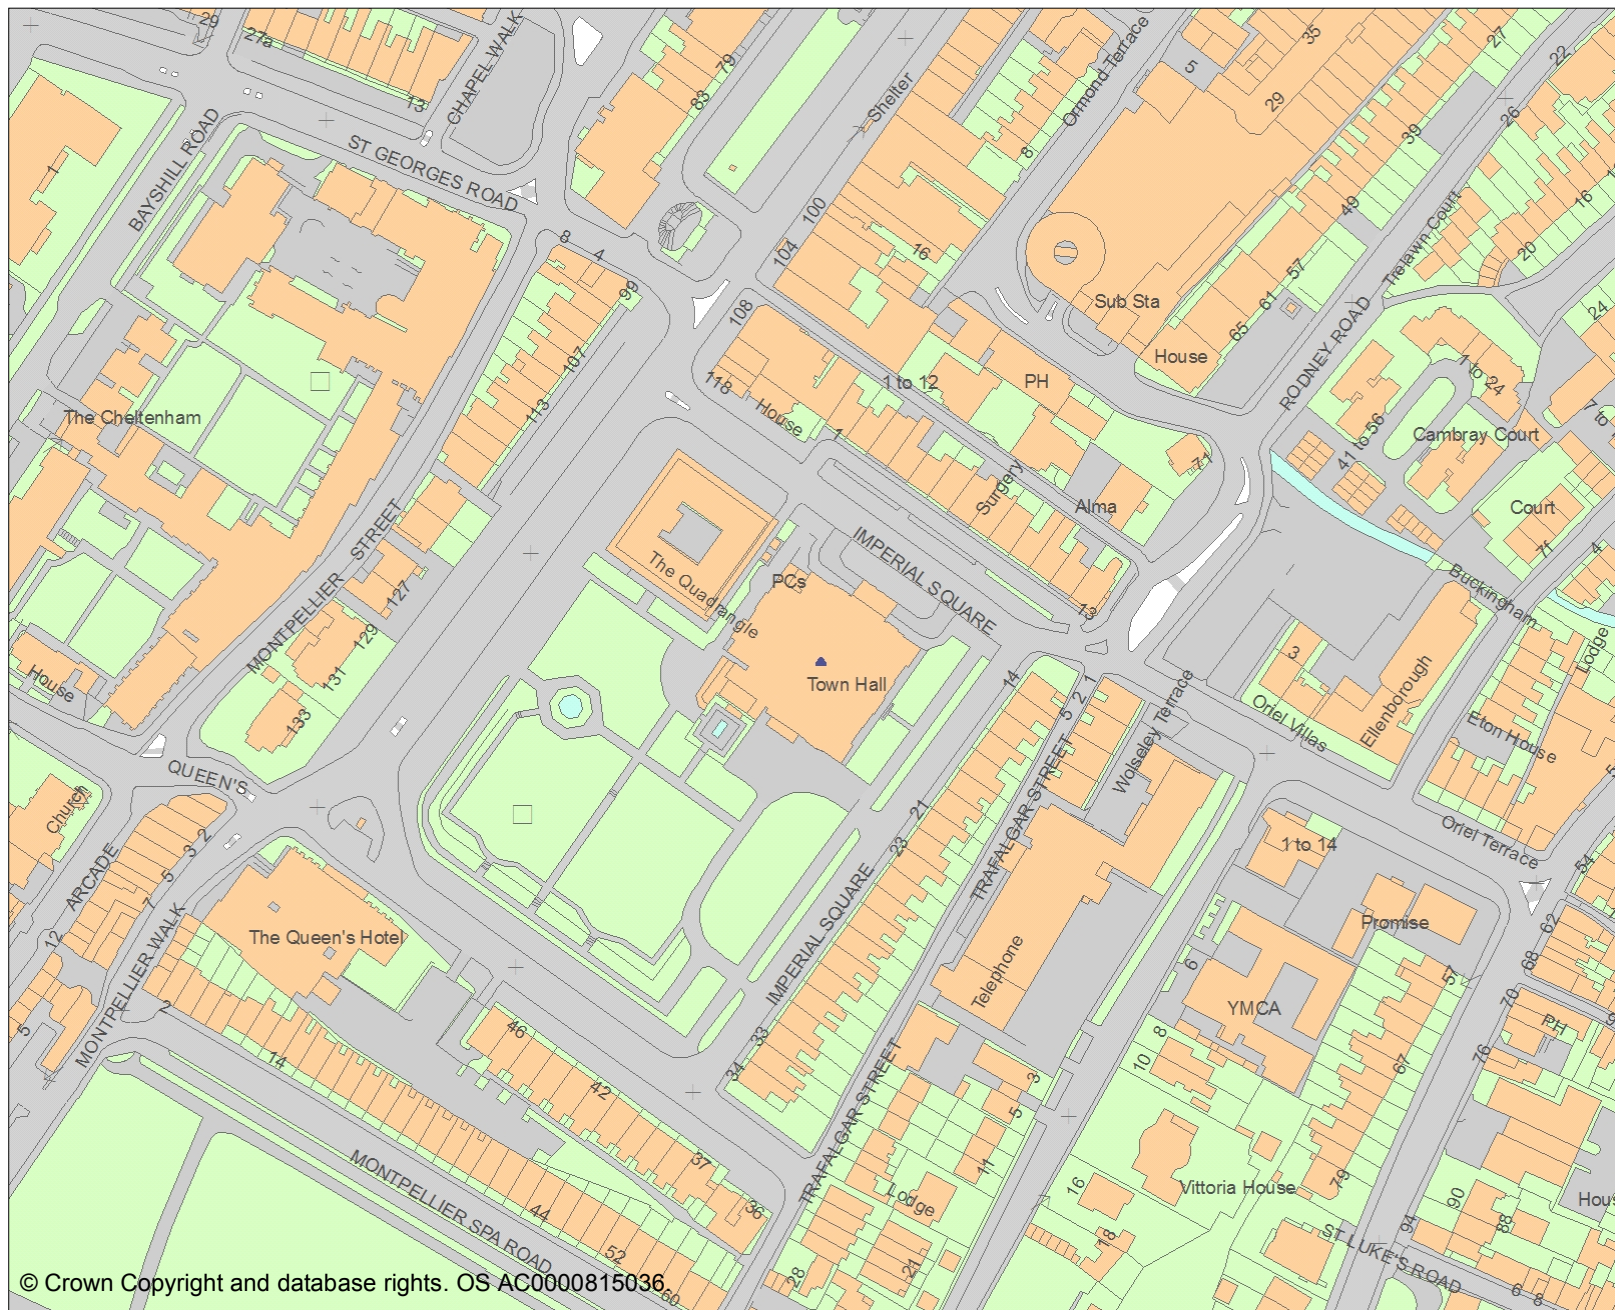 29
27a
13
CHAPEL WALK
79
83
Shelter
Ormond Terrace
5
35
29
27
22
26
39
8
BAYSHILL ROAD
1
ST GEORGES ROAD
100
104
16
49
Trelawn Court
16
20
8
4
99
108
57
61
65
Sub Sta
House
RODNEY ROAD
24
107
113
118
House
1
1 to 12
PH
1 to 24
7 to
The Cheltenham
Cambray Court
41 to 56
71
Surgery
Alma
Court
7f
4
MONTPELLIER STREET
127
129
131
133
The Quadrangle
PCs
IMPERIAL SQUARE
13
Buckingham
Lodge
House
Town Hall
14
1
2
5
3
Oriel Villas
Ellenborough
Eton House
Wolseley Terrace
QUEEN'S
Church
ARCADE
2
3
5
7
12
21
23
TRAFALGAR STREET
1 to 14
Oriel Terrace
54
MONTPELLIER WALK
The Queen's Hotel
IMPERIAL SQUARE
Telephone
Promise
62
68
6
57
70
5
2
14
46
33
34
YMCA
PH
76
8
10
67
42
TRAFALGAR STREET
3
5
37
11
16
Vittoria House
79
90
88
94
House
MONTPELLIER SPA ROAD
44
52
36
Lodge
18
28
21
ST LUKE'S ROAD
6
8
60
© Crown Copyright and database rights. OS AC0000815036